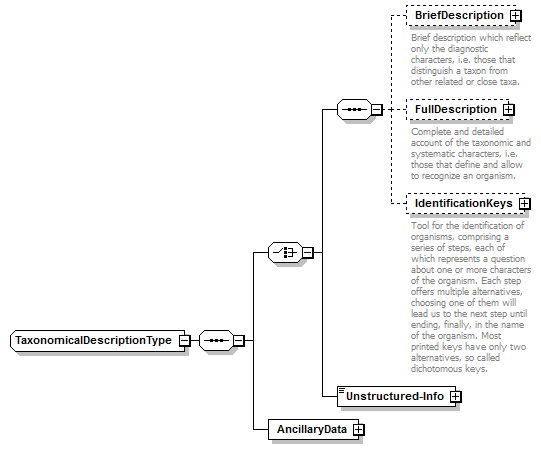 BriefDescription
Brief description which reflect
only the diagnostic
characters, i.e. those that
distinguish a taxon from
other related or close taxa.
FullDescription
Complete and detailed
account of the taxonomic and
systematic characters, i.e.
those that define and allow
to recognize an organism.
IdentificationKeys
Tool for the identification of
organisms, comprising a
series of steps, each of
which represents a question
about one or more characters
of the organism. Each step
offers multiple alternatives,
choosing one of them will
lead us to the next step until
ending, finally, in the name
of the organism. Most
printed keys have only two
alternatives, so called
dichotomous keys.
TaxonomicalDescriptionType
Unstructured-Info
AncillaryData